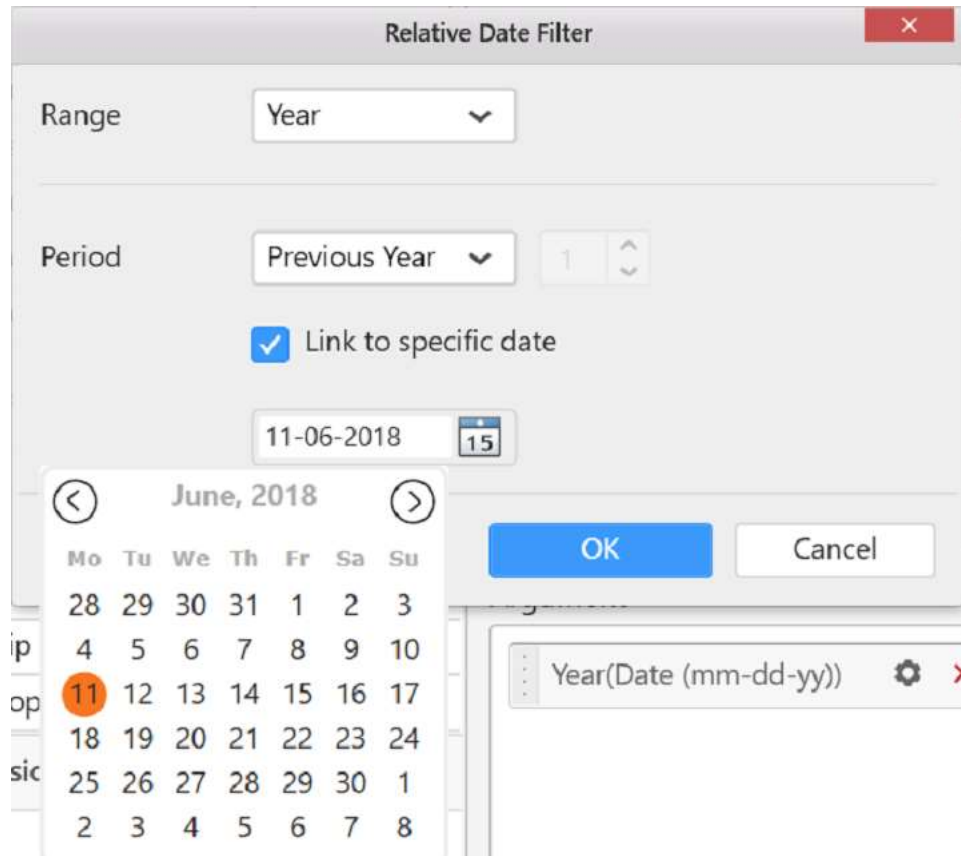 Relative Date Filter
Range Year
Period Previous Year 1
Link to specific date
11-06-2018 15
June, 2018
OK Cancel
Mo Tu We Th Fr Sa Su
28 29 30 31 1 2 3
ip 4 5 6 7 8 9 10
Year(Date (mm-dd-yy))
op 11 12 13 14 15 16 17
18 19 20 21 22 23 24
sic 25 26 27 28 29 30 1
2 3 4 5 6 7 8